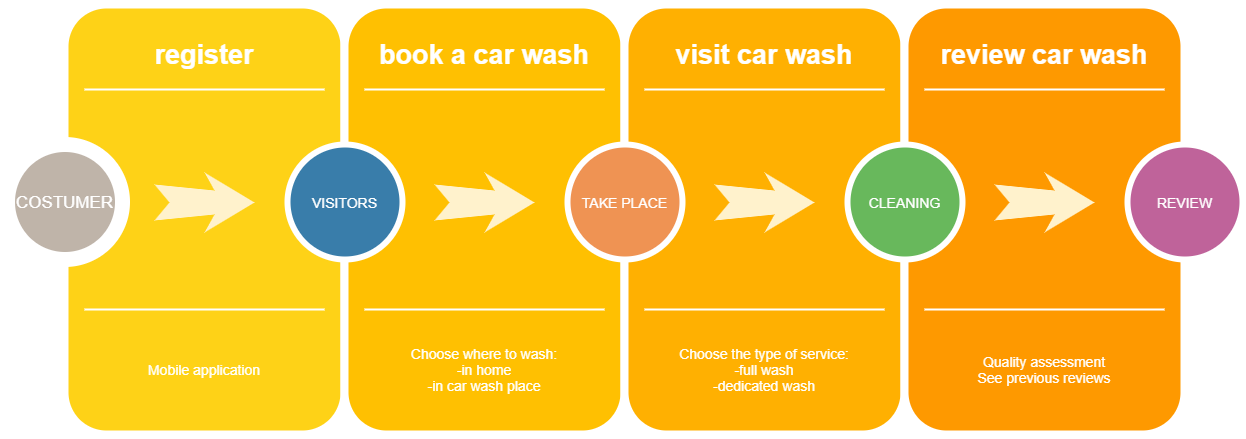 register
book a car wash
visit car wash
review car wash
COSTUMER
VISITORS
TAKE PLACE
CLEANING
REVIEW
Mobile application
Choose where to wash:
-in home
-in car wash place
Choose the type of service:
-full wash
-dedicated wash
Quality assessment
See previous reviews